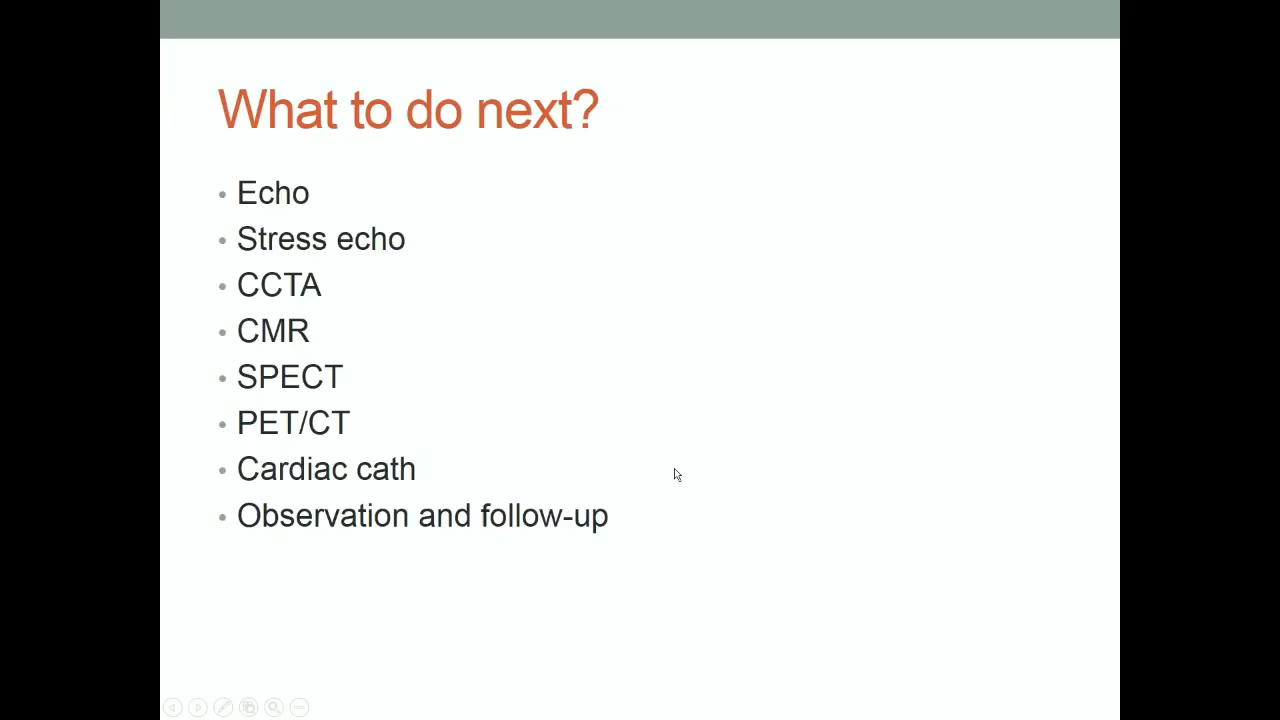 What to do next?
• Echo
• Stress echo
• CCTA
• CMR
• SPECT
• PET/CT
• Cardiac cath
• Observation and follow-up